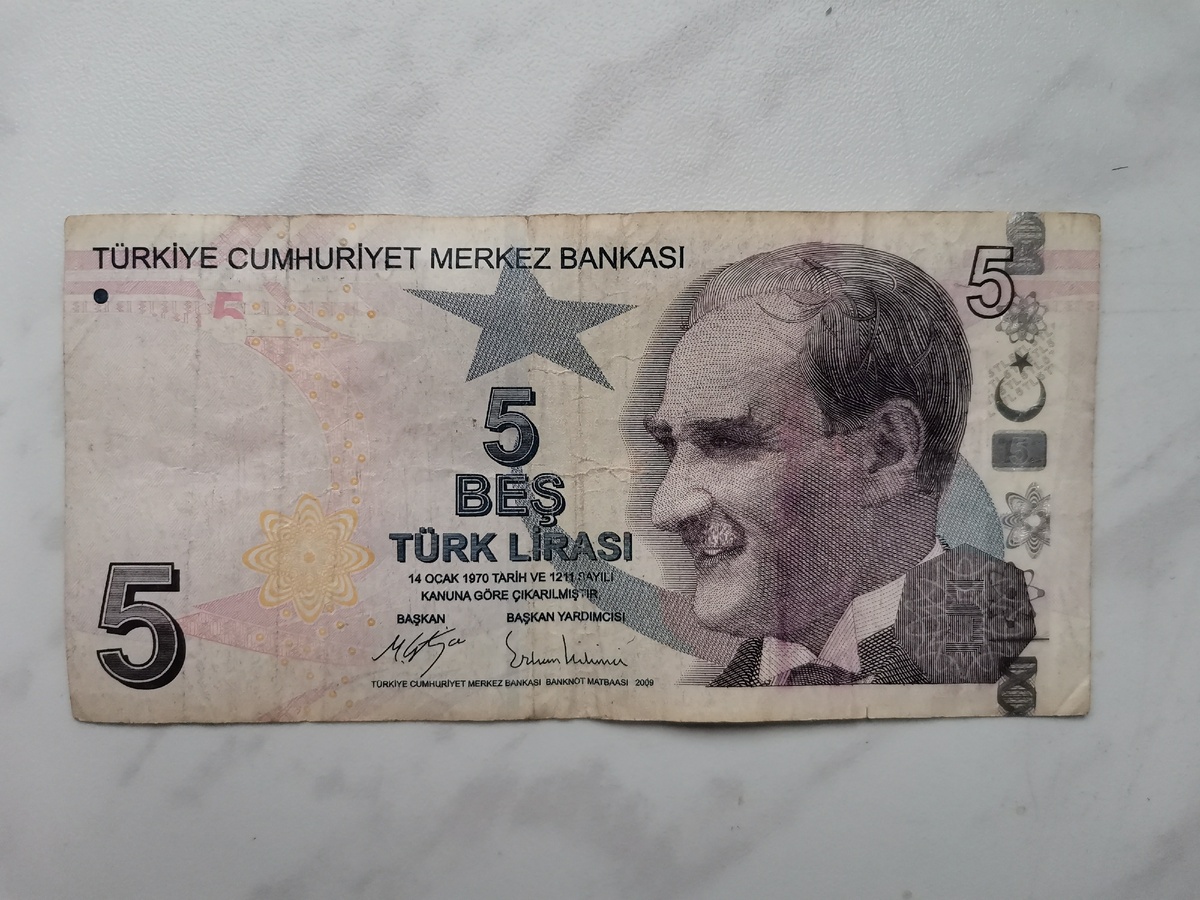 TÜRKİYE CUMHURİYET MERKEZ BANKASI
5
5
5
BEŞ
TÜRK LİRASI
14 OCAK 1970 TARİH VE 1211 SAYILI
KANUNA GÖRE ÇIKARILMIŞTIR.
BAŞKAN BAŞKAN YARDIMCISI
5
TÜRKİYE CUMHURİYET MERKEZ BANKASI BANKNOT MATBAASI 2009